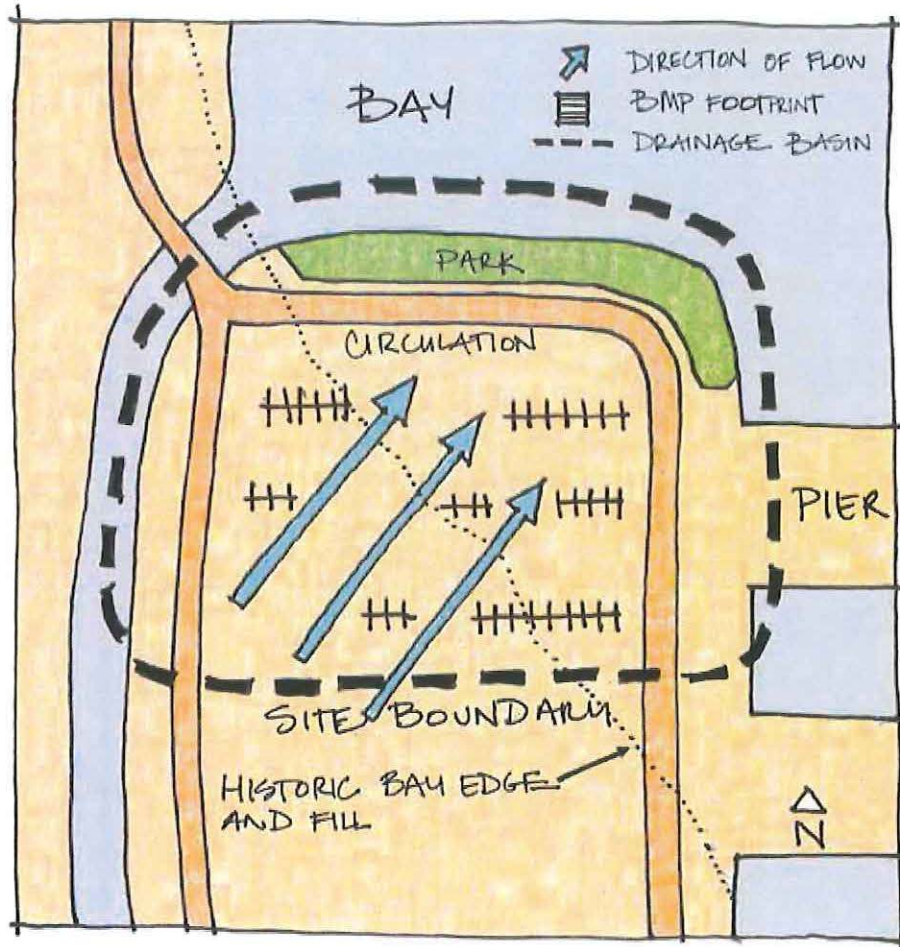 BAY
DIRECTION OF FLOW
BMP FOOTPRINT
DRAINAGE BASIN
PARK
CIRCULATION
PIER
SITE BOUNDARY
HISTORIC BAY EDGE
AND FILL
N